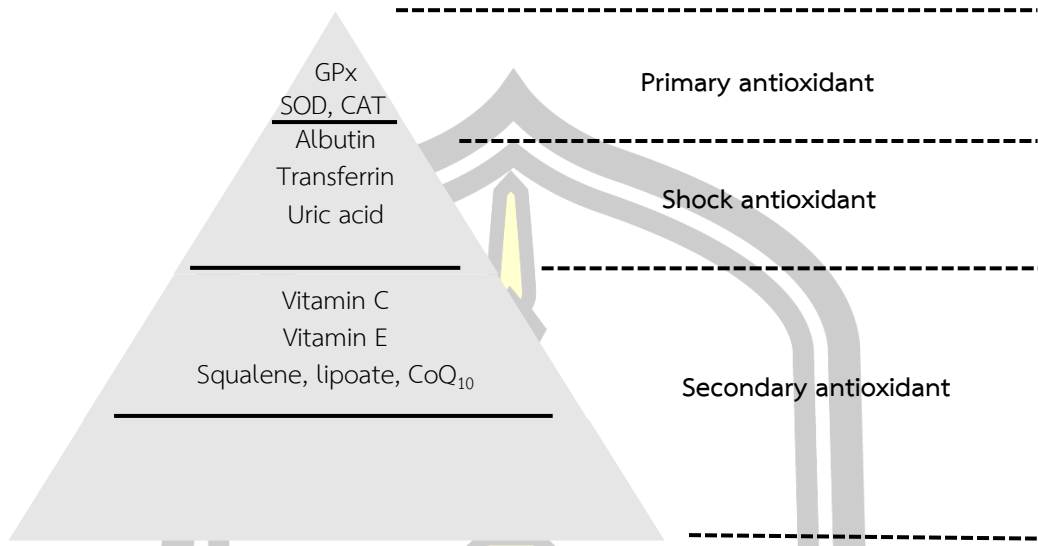 GPx
SOD, CAT
Primary antioxidant
Albutin
Transferrin
Uric acid
Shock antioxidant
Vitamin C
Vitamin E
Squalene, lipoate, CoQ₁₀
Secondary antioxidant